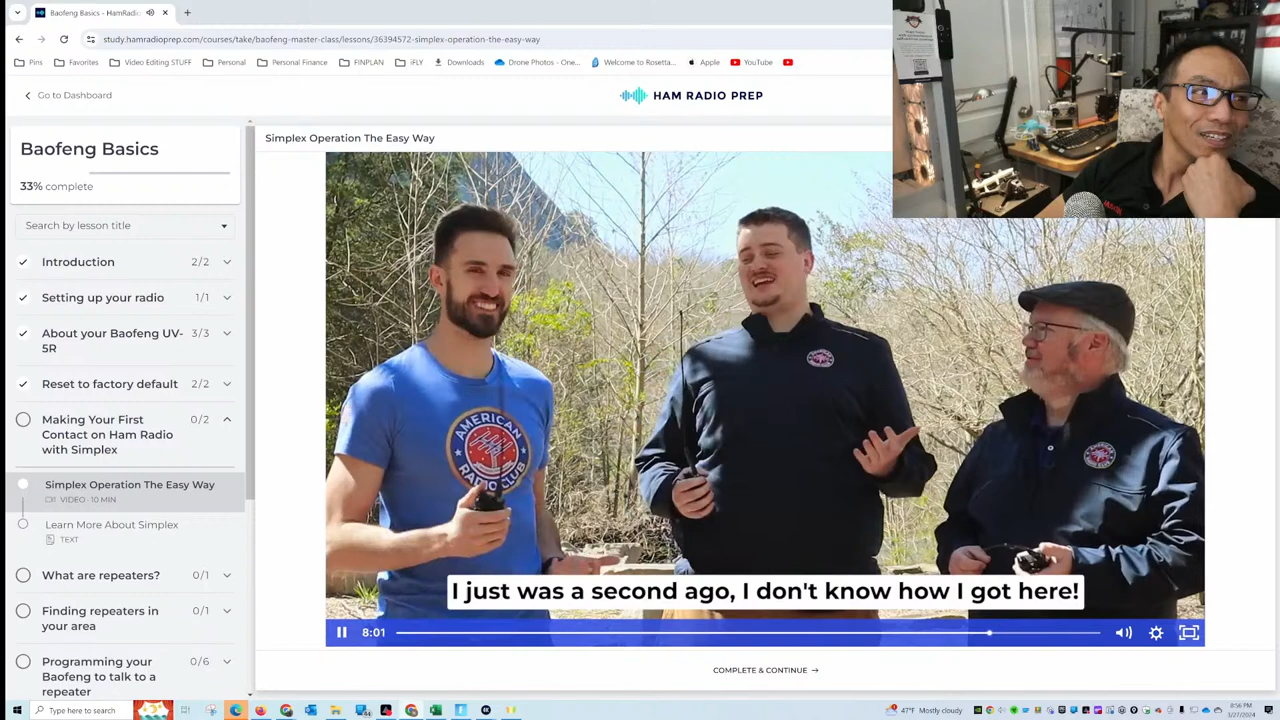 Baofeng Basics - HamRadio
study.hamradioprep.com/courses/take/baofeng-master-class/lessons/36394572-simplex-operation-the-easy-way
Pins
Favorites
Video Editing STUFF
Personal Finance
FINPLAN
iFLY
Downloads
Drone Photos - One...
Welcome to Rosetta...
Apple
YouTube
Go to Dashboard
HAM RADIO PREP
Baofeng Basics
33% complete
Search by lesson title
Introduction 2/2
Setting up your radio 1/1
About your Baofeng UV- 3/3
5R
Reset to factory default 2/2
Making Your First 0/2
Contact on Ham Radio
with Simplex
Simplex Operation The Easy Way
VIDEO · 10 MIN
Learn More About Simplex
TEXT
What are repeaters? 0/1
Finding repeaters in 0/1
your area
Programming your 0/6
Baofeng to talk to a
repeater
Simplex Operation The Easy Way
AMERICAN
RADIO CLUB
I just was a second ago, I don't know how I got here!
8:01
COMPLETE & CONTINUE →
Type here to search
47°F Mostly cloudy
8:56 PM
3/27/2024